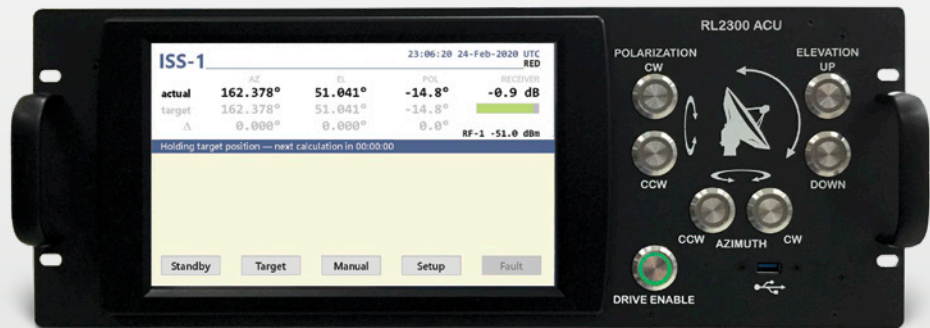 RL2300 ACU
ISS-1
23:06:20 24-Feb-2020 UTC
RED
AZ EL POL RECEIVER
actual 162.378° 51.041° -14.8° -0.9 dB
target 162.378° 51.041° -14.8°
Δ 0.000° 0.000° 0.0°
RF-1 -51.0 dBm
Holding target position — next calculation in 00:00:00
Standby Target Manual Setup Fault
POLARIZATION
CW
CCW
ELEVATION
UP
DOWN
CCW AZIMUTH CW
DRIVE ENABLE